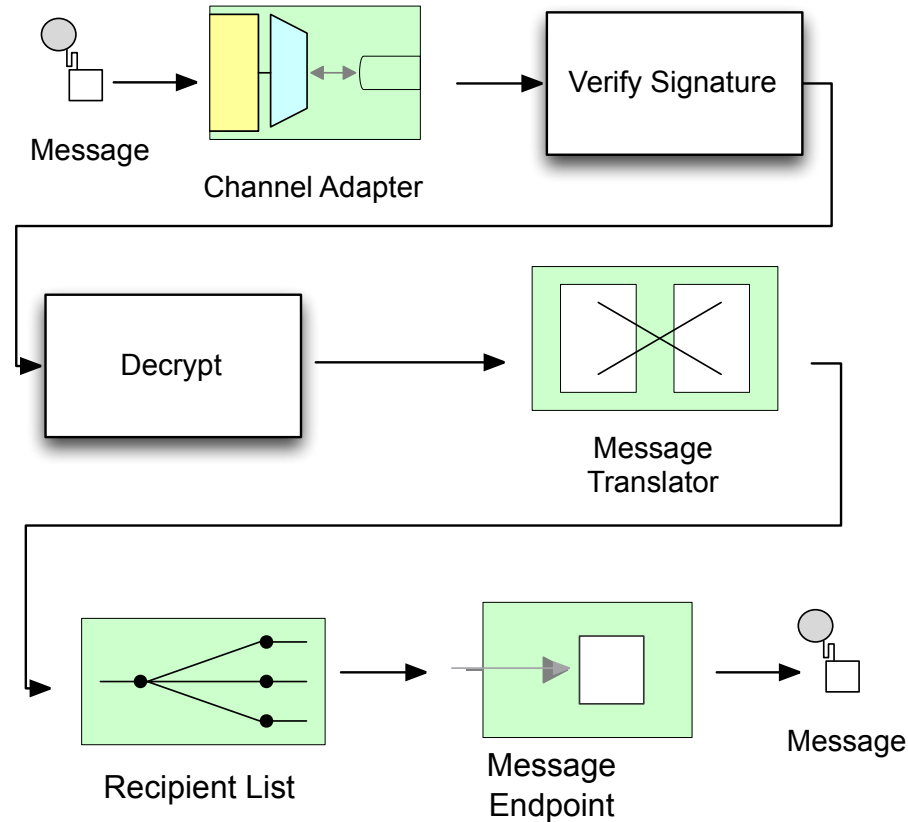 Message
Channel Adapter
Verify Signature
Decrypt
Message
Translator
Recipient List
Message
Endpoint
Message